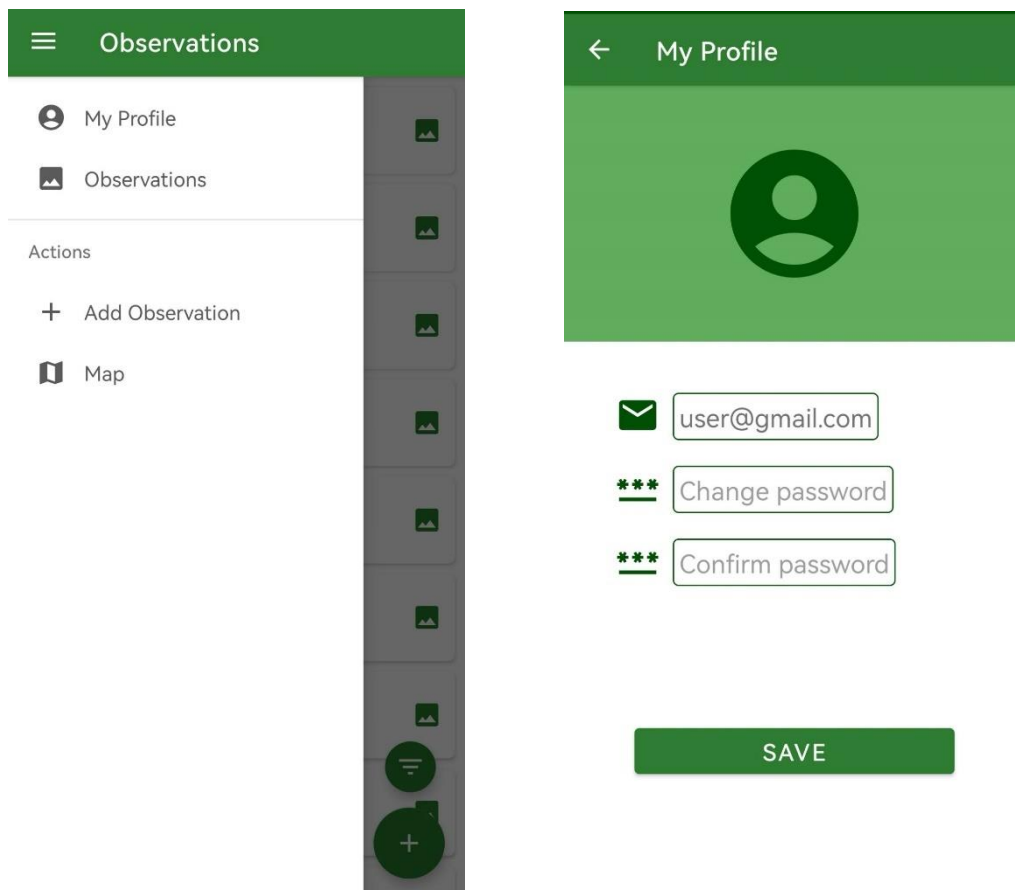 Observations
My Profile
Observations
Actions
Add Observation
Map
My Profile
user@gmail.com
*** Change password
*** Confirm password
SAVE